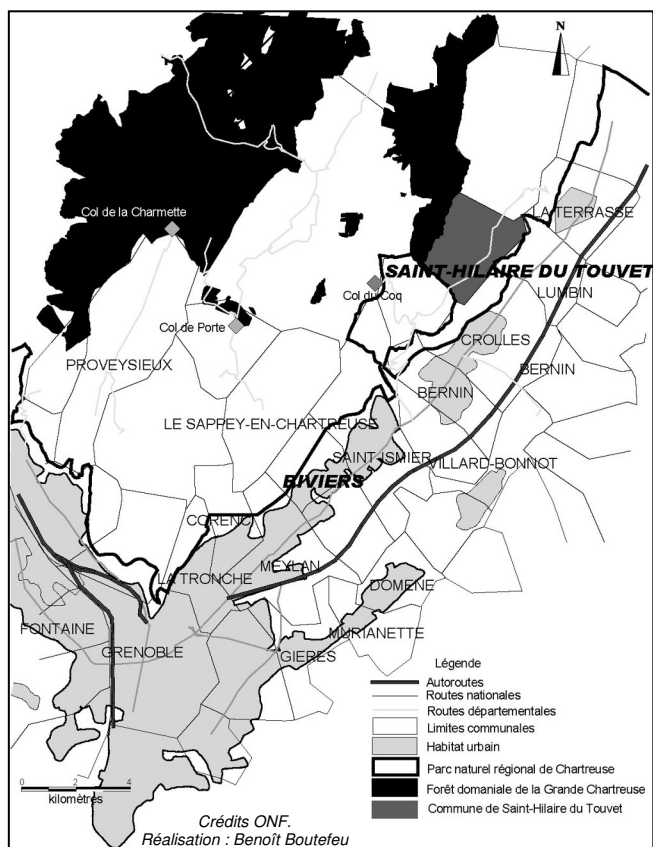 N
Col de la Charmette
LA TERRASSE
SAINT-HILAIRE DU TOUVET
Col du Coq
LUMBIN
Col de Porte
CROLLES
PROVEYSIEUX
BERNIN
BERNIN
LE SAPPEY-EN-CHARTREUSE
SAINT-ISMIER
VILLARD-BONNOT
BIVIERS
CORENC
MEYLAN
LA TRONCHE
DOMENE
FONTAINE
MURIANETTE
GRENOBLE
GIERES
Légende
Autoroutes
Routes nationales
Routes départementales
Limites communales
Habitat urbain
Parc naturel régional de Chartreuse
Forêt domaniale de la Grande Chartreuse
Commune de Saint-Hilaire du Touvet
0 2 4
kilomètres
Crédits ONF.
Réalisation : Benoît Boutefeu